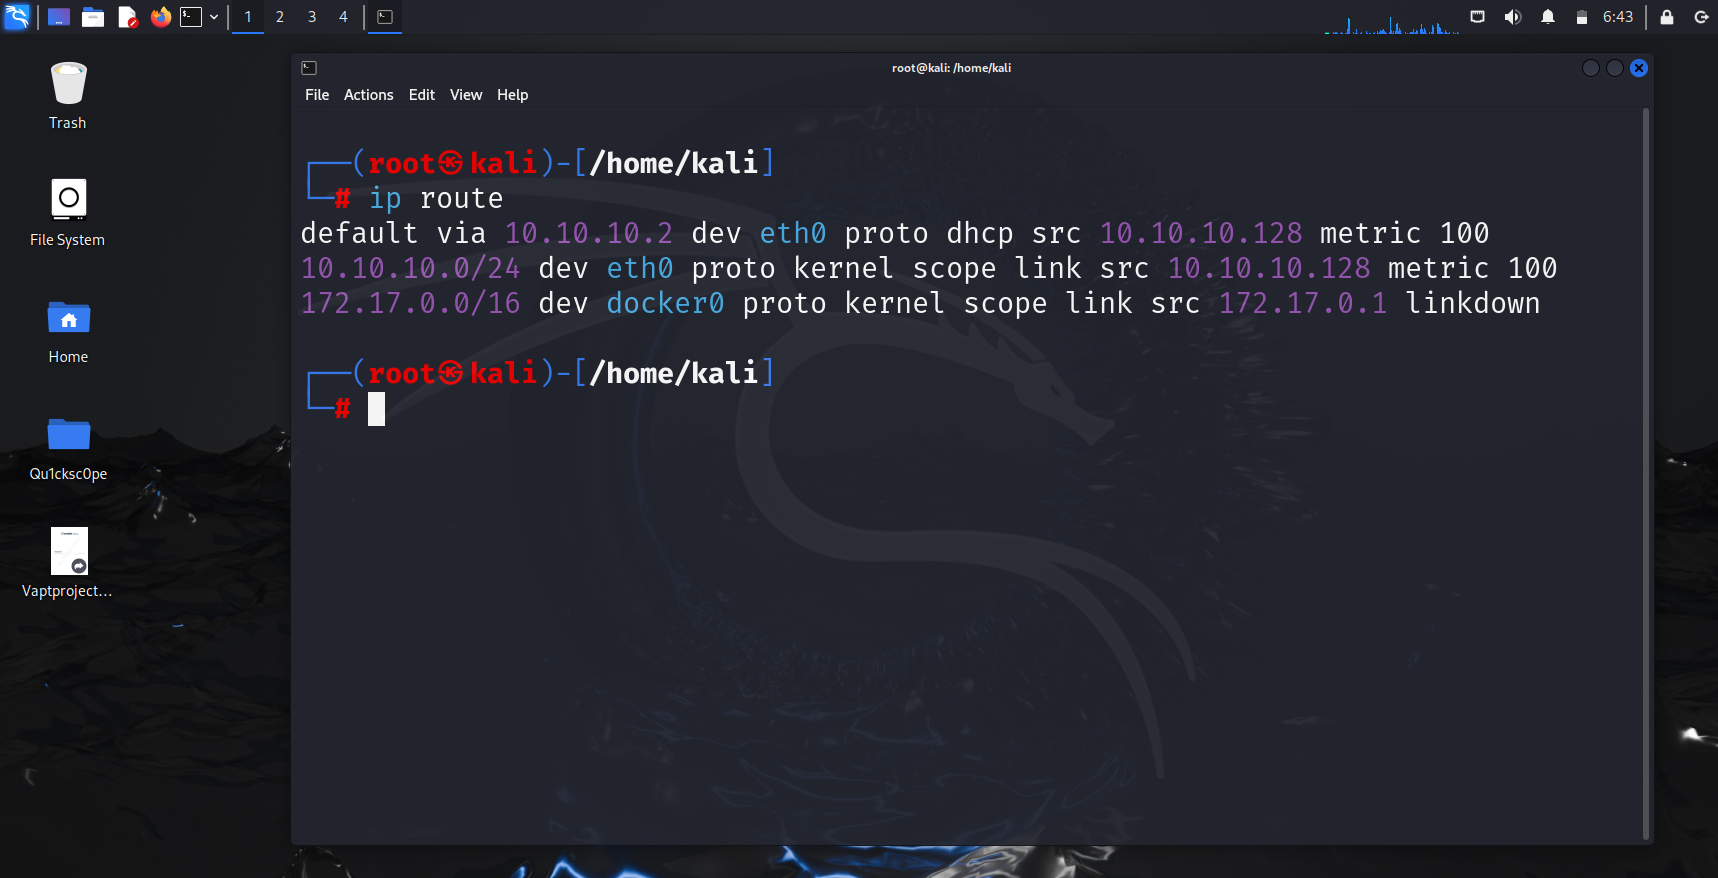 1 2 3 4 6:43
root@kali: /home/kali
File Actions Edit View Help
Trash
File System
Home
Qu1cksc0pe
Vaptproject...
┌──(root㉿kali)-[/home/kali]
└─# ip route
default via 10.10.10.2 dev eth0 proto dhcp src 10.10.10.128 metric 100
10.10.10.0/24 dev eth0 proto kernel scope link src 10.10.10.128 metric 100
172.17.0.0/16 dev docker0 proto kernel scope link src 172.17.0.1 linkdown
┌──(root㉿kali)-[/home/kali]
└─#